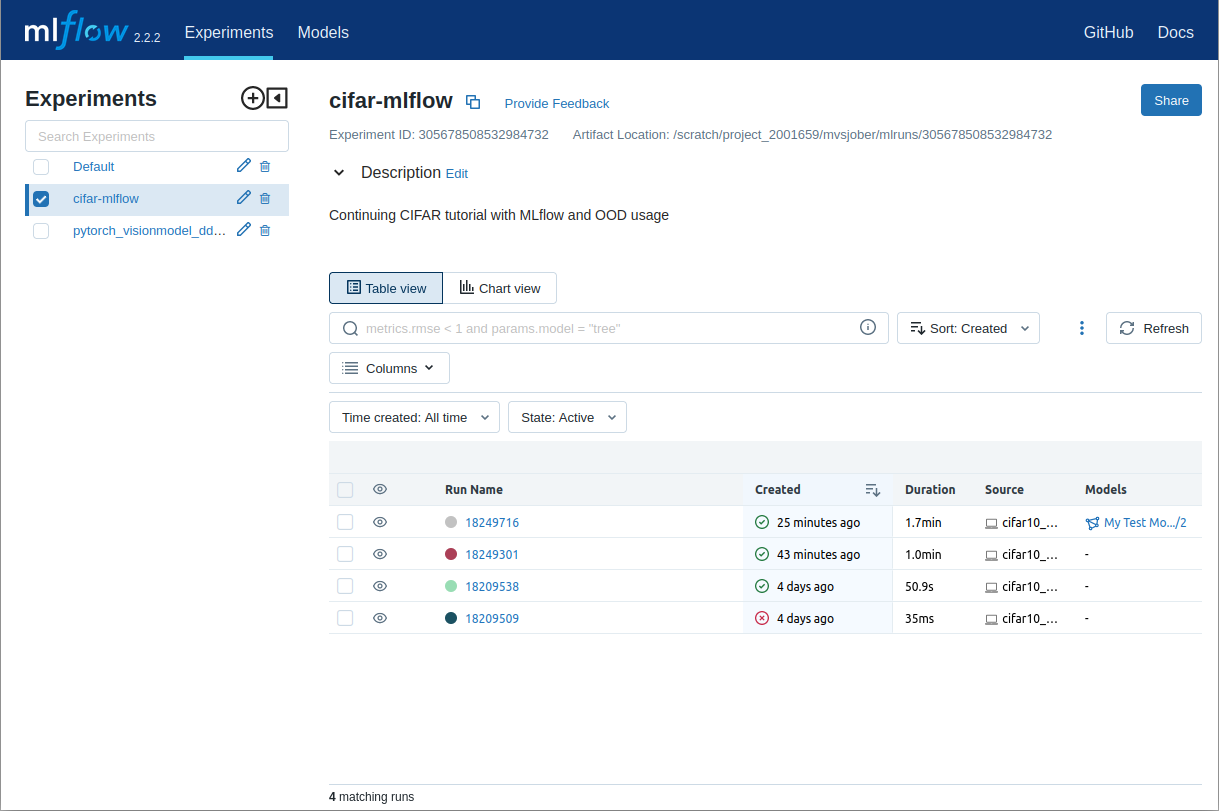 mlflow 2.2.2 Experiments Models GitHub Docs
Experiments
Search Experiments
Default
cifar-mlflow
pytorch_visionmodel_dd...
cifar-mlflow Provide Feedback Share
Experiment ID: 305678508532984732 Artifact Location: /scratch/project_2001659/mvsjober/mlruns/305678508532984732
Description Edit
Continuing CIFAR tutorial with MLflow and OOD usage
Table view Chart view
metrics.rmse < 1 and params.model = "tree" Sort: Created Refresh
Columns
Time created: All time State: Active
Run Name Created Duration Source Models
18249716 25 minutes ago 1.7min cifar10_... My Test Mo.../2
18249301 43 minutes ago 1.0min cifar10_... -
18209538 4 days ago 50.9s cifar10_... -
18209509 4 days ago 35ms cifar10_... -
4 matching runs